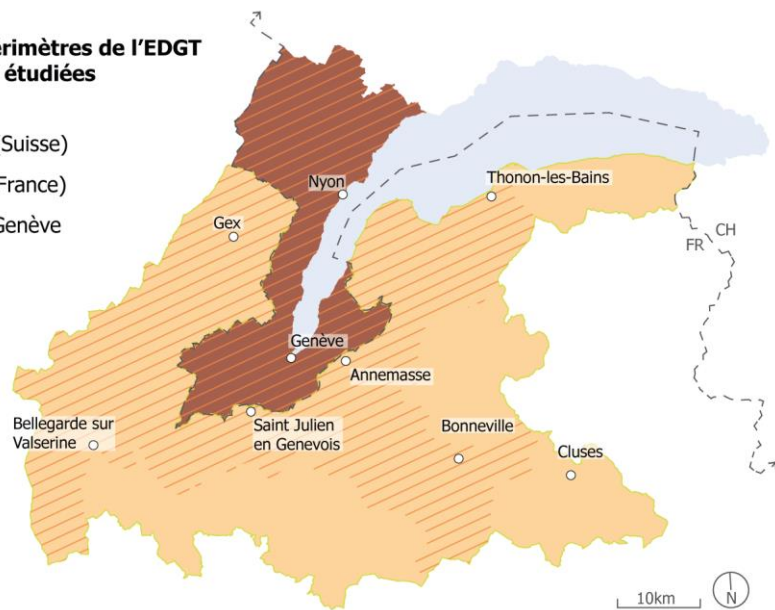 érimètres de l'EDGT
étudiées
Suisse)
France)
Genève
Nyon
Thonon-les-Bains
Gex
CH
FR
Genève
Annemasse
Bellegarde sur
Valserine
Saint Julien
en Genevois
Bonneville
Cluses
10km
N